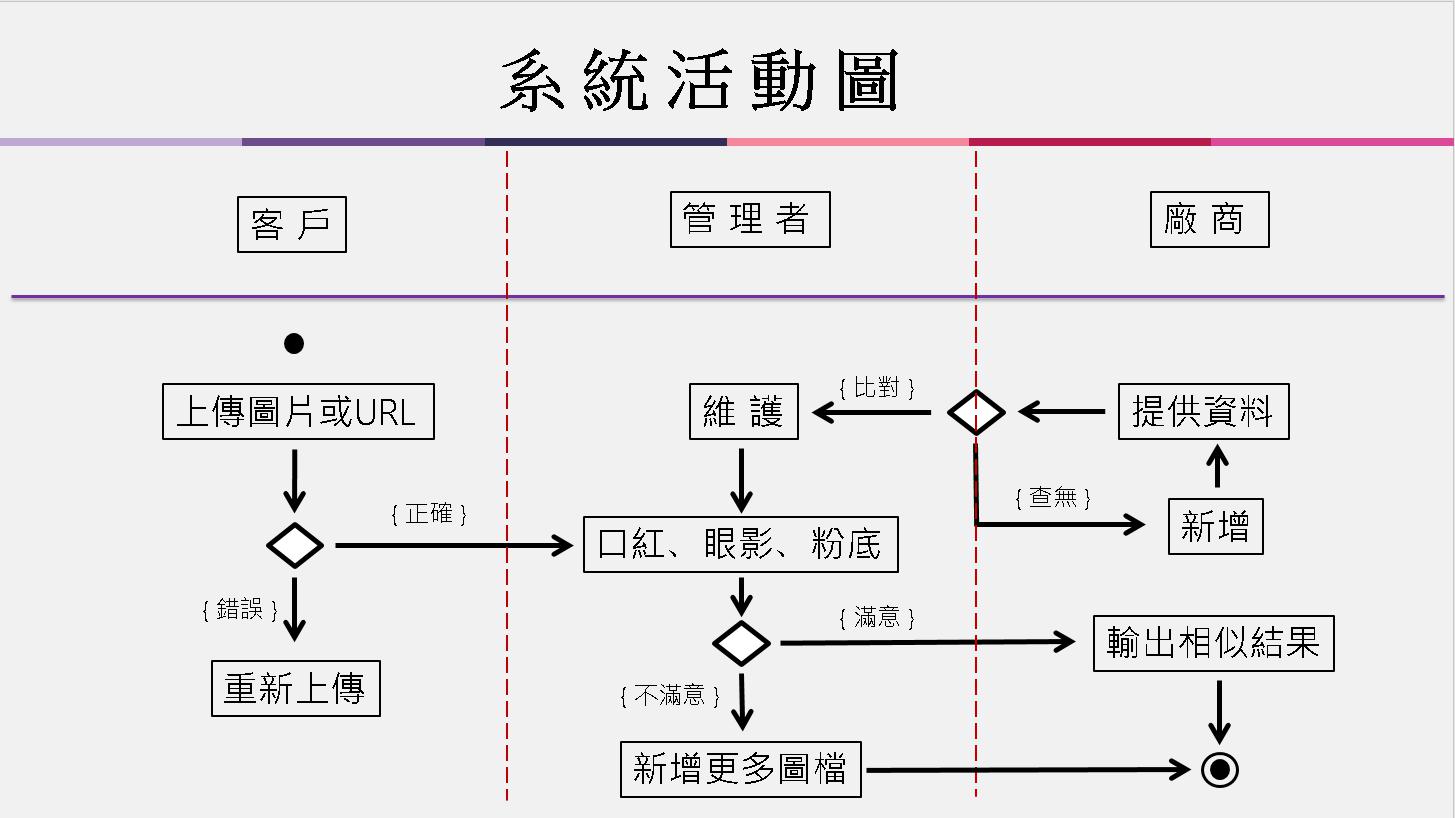 系統活動圖
客戶
管理者
廠商
上傳圖片或URL
維護
{ 比對 }
提供資料
{ 正確 }
{ 查無 }
新增
口紅、眼影、粉底
{ 錯誤 }
{ 滿意 }
輸出相似結果
重新上傳
{ 不滿意 }
新增更多圖檔